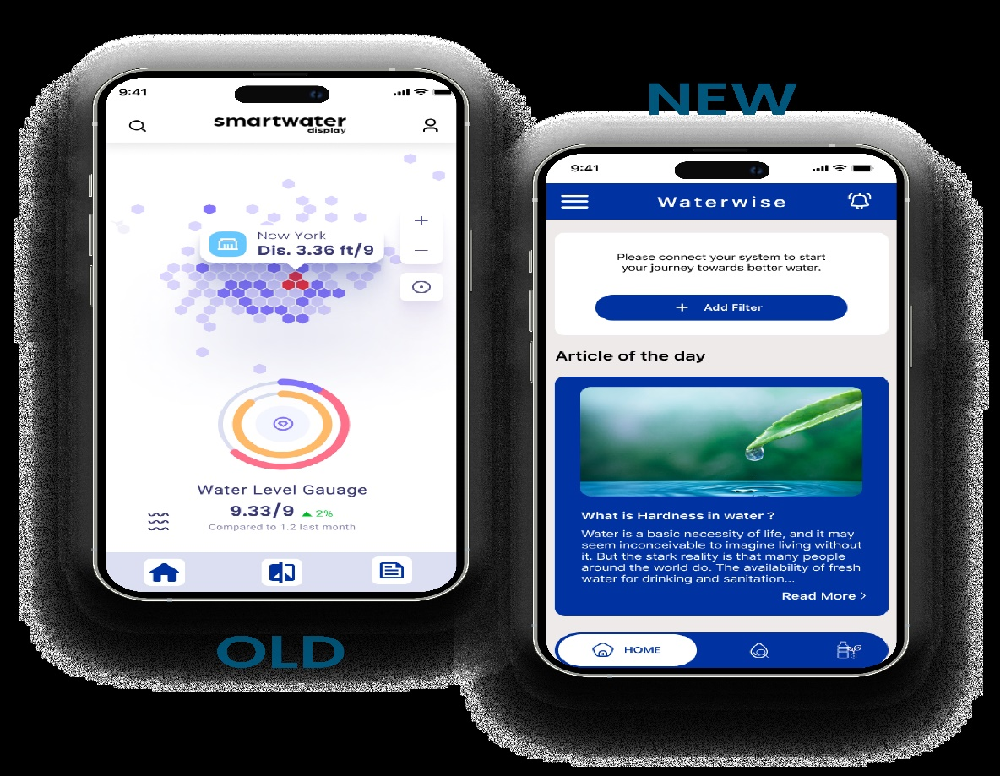 9:41
smartwater
display
New York
Dis. 3.36 ft/9
+
−
Water Level Gauage
9.33/9 ▲ 2%
Compared to 1.2 last month
OLD
NEW
9:41
Waterwise
Please connect your system to start
your journey towards better water.
+ Add Filter
Article of the day
What is Hardness in water ?
Water is a basic necessity of life, and it may
seem inconceivable to imagine living without
it. But the stark reality is that many people
around the world do. The availability of fresh
water for drinking and sanitation...
Read More >
HOME